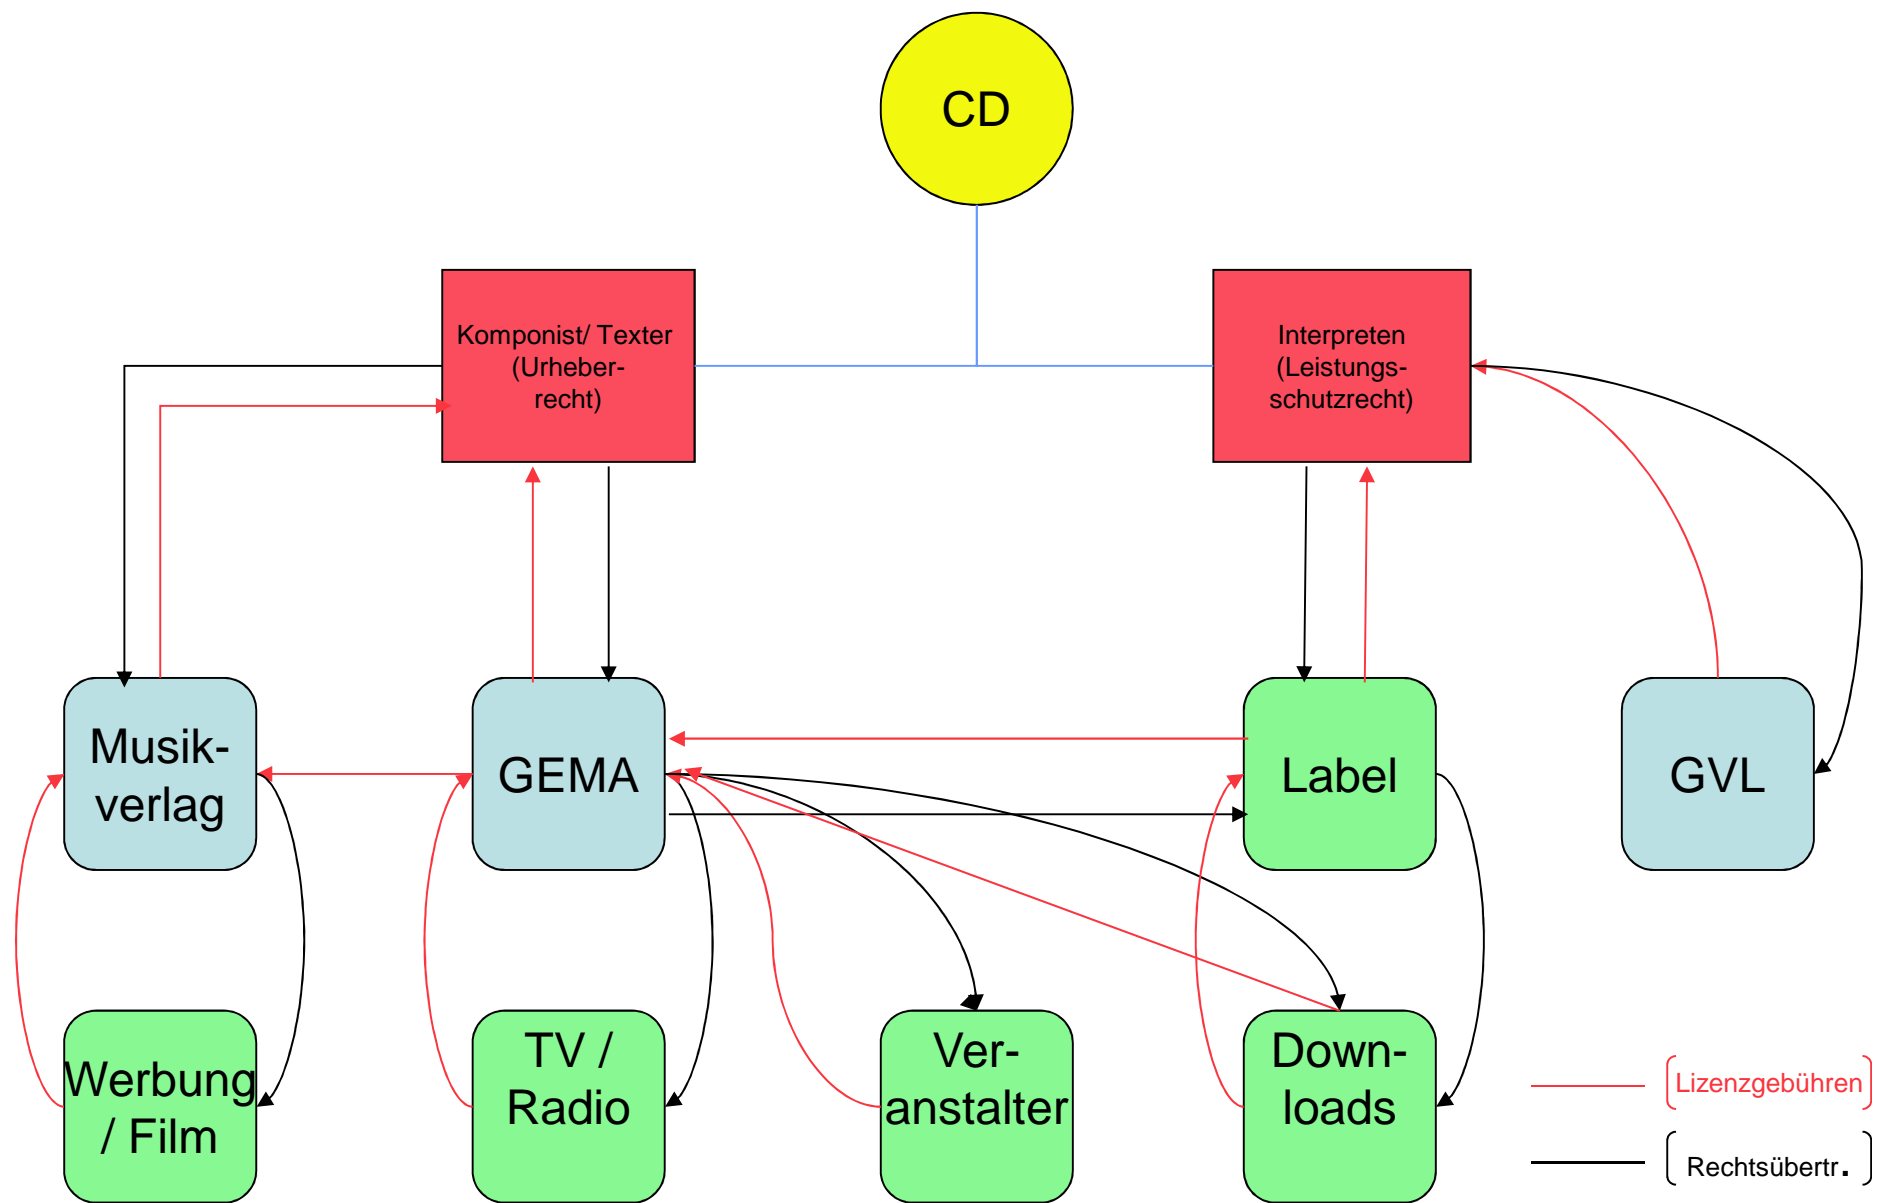 CD
Komponist/ Texter
(Urheber-
recht)
Interpreten
(Leistungs-
schutzrecht)
Musik-
verlag
GEMA
Label
GVL
Werbung
/ Film
TV /
Radio
Ver-
anstalter
Down-
loads
Lizenzgebühren
Rechtsübertr.